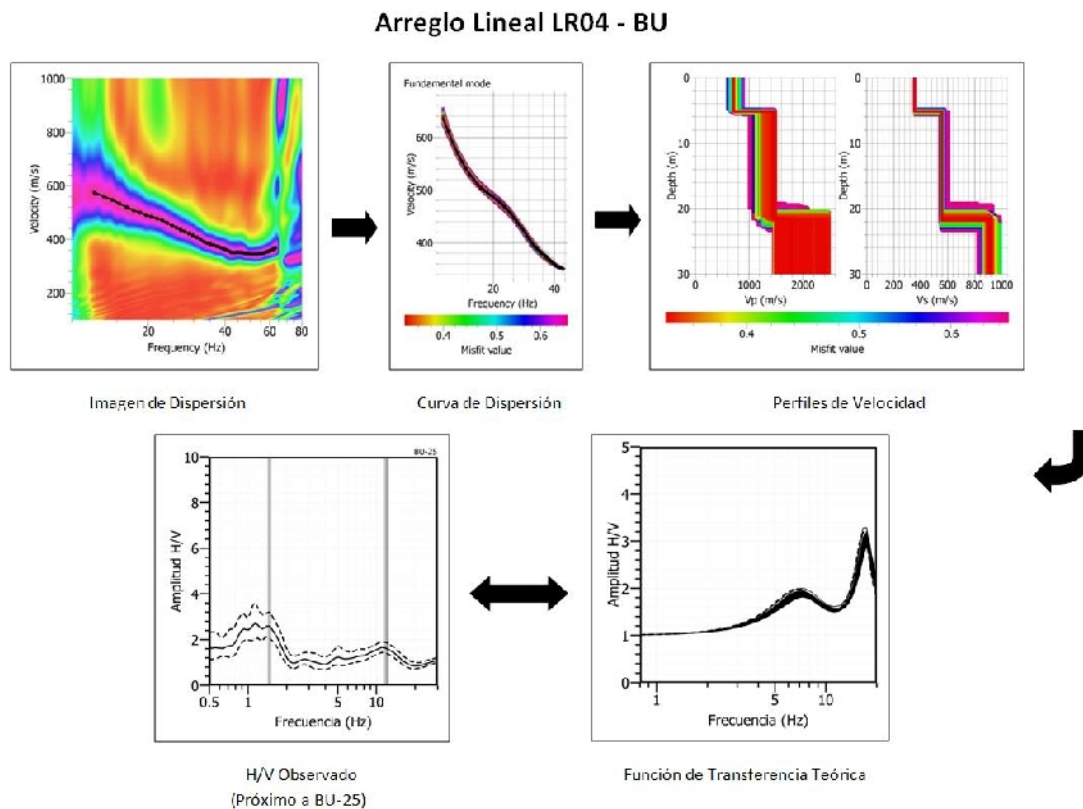 Arreglo Lineal LR04 - BU
1000
800
600
400
200
Velocity (m/s)
20
40
60
80
Frequency (Hz)
Imagen de Dispersión
Fundamental mode
600
500
400
Velocity (m/s)
20
40
Frequency (Hz)
0.4
0.5
0.6
Misfit value
Curva de Dispersión
0
10
20
30
Depth (m)
1000
2000
Vp (m/s)
0
10
20
30
Depth (m)
0
200
400
600
800
1000
Vs (m/s)
0.4
0.5
0.6
Misfit value
Perfiles de Velocidad
BU-25
10
8
6
4
2
0
Amplitud H/V
0.5
1
5
10
Frecuencia (Hz)
H/V Observado
(Próximo a BU-25)
5
4
3
2
1
0
Amplitud H/V
1
5
10
Frecuencia (Hz)
Función de Transferencia Teórica